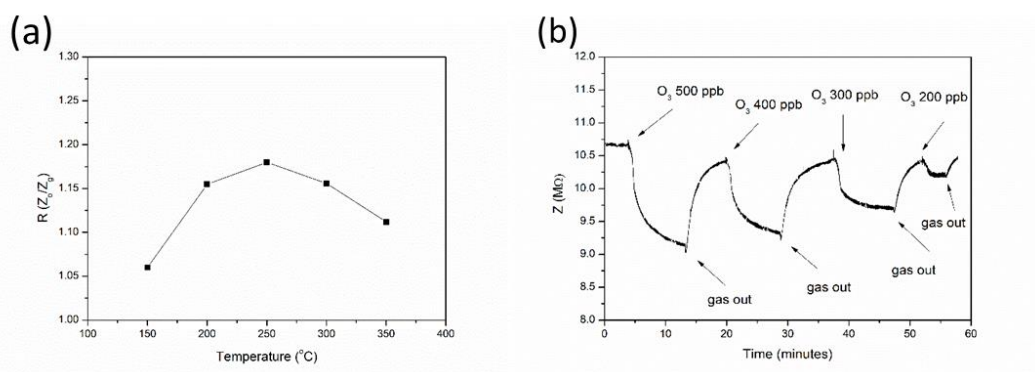 (a)
1.30
1.25
1.20
1.15
1.10
1.05
1.00
R (Z₀/Z_g)
100 150 200 250 300 350 400
Temperature (°C)
(b)
12.0
11.5
11.0
10.5
10.0
9.5
9.0
8.5
8.0
Z (MΩ)
O₃ 500 ppb
O₃ 400 ppb
O₃ 300 ppb
O₃ 200 ppb
gas out
gas out
gas out
gas out
0 10 20 30 40 50 60
Time (minutes)